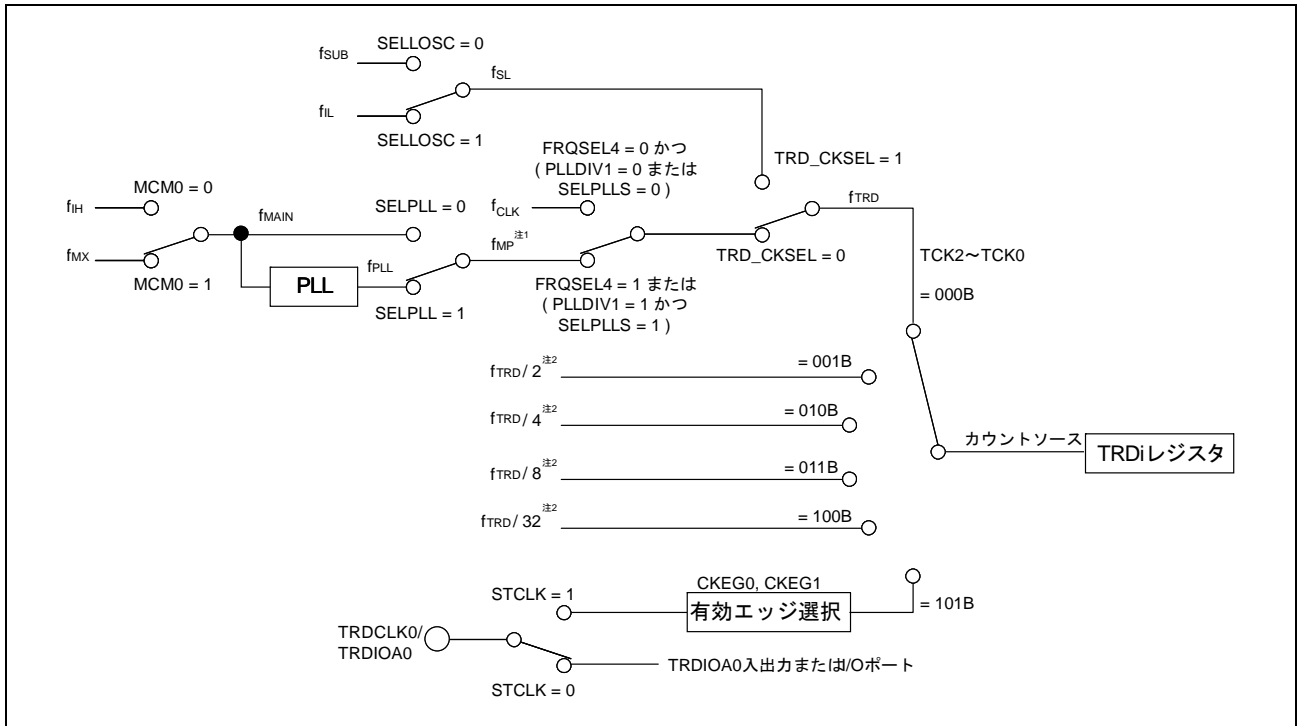 SELLOSC = 0
fSUB
fSL
fIL
SELLOSC = 1
FRQSEL4 = 0 かつ
( PLLDIV1 = 0 または
SELPLLS = 0 )
TRD_CKSEL = 1
MCM0 = 0
fIH
fMAIN
SELPLL = 0
fCLK
fTRD
fMX
MCM0 = 1
PLL
fPLL
fMP注1
SELPLL = 1
TRD_CKSEL = 0
FRQSEL4 = 1 または
( PLLDIV1 = 1 かつ
SELPLLS = 1 )
TCK2～TCK0
= 000B
fTRD/ 2注2
= 001B
fTRD/ 4注2
= 010B
カウントソース
TRDiレジスタ
fTRD/ 8注2
= 011B
fTRD/ 32注2
= 100B
STCLK = 1
CKEG0, CKEG1
有効エッジ選択
= 101B
TRDCLK0/
TRDIOA0
TRDIOA0入出力またはI/Oポート
STCLK = 0